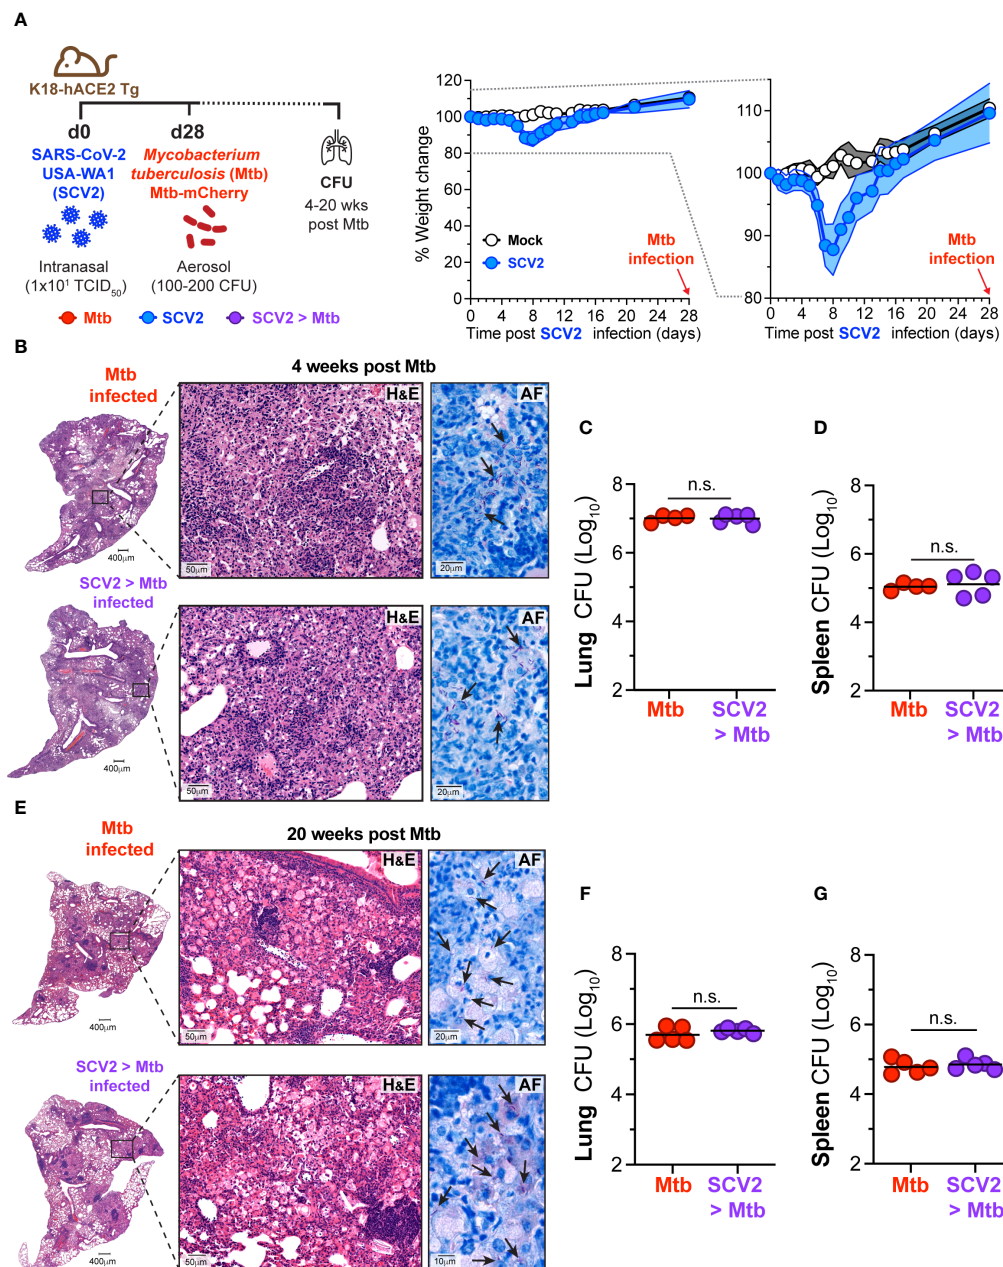 A
K18-hACE2 Tg
d0
d28
SARS-CoV-2
USA-WA1
(SCV2)
Mycobacterium
tuberculosis (Mtb)
Mtb-mCherry
CFU
4-20 wks
post Mtb
Intranasal
(1x10¹ TCID₅₀)
Aerosol
(100-200 CFU)
Mtb
SCV2
SCV2 > Mtb
% Weight change
120
100
80
60
40
20
0
Mock
SCV2
Mtb
infection
0 4 8 12 16 20 24 28
Time post SCV2 infection (days)
110
100
90
80
Mtb
infection
0 4 8 12 16 20 24 28
Time post SCV2 infection (days)
B
4 weeks post Mtb
Mtb
infected
400µm
H&E
50µm
AF
20µm
SCV2 > Mtb
infected
400µm
H&E
50µm
AF
20µm
C
Lung CFU (Log₁₀)
8
6
4
2
n.s.
Mtb
SCV2
> Mtb
D
Spleen CFU (Log₁₀)
8
6
4
2
n.s.
Mtb
SCV2
> Mtb
E
20 weeks post Mtb
Mtb
infected
400µm
H&E
50µm
AF
20µm
SCV2 > Mtb
infected
400µm
H&E
50µm
AF
10µm
F
Lung CFU (Log₁₀)
8
6
4
2
n.s.
Mtb
SCV2
> Mtb
G
Spleen CFU (Log₁₀)
8
6
4
2
n.s.
Mtb
SCV2
> Mtb